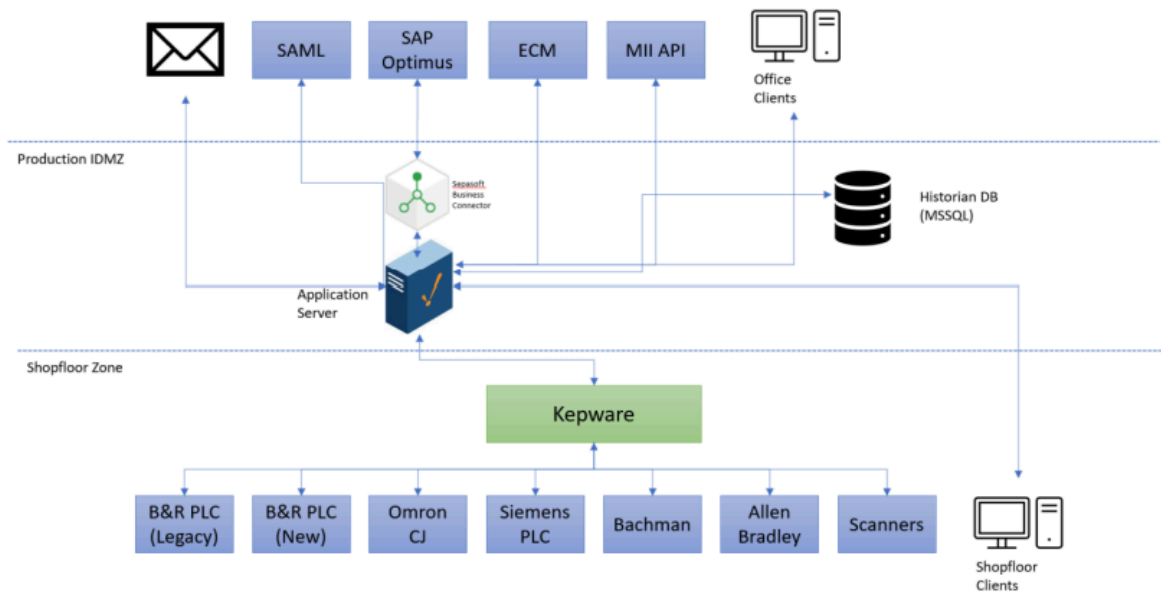 SAML
SAP
Optimus
ECM
MII API
Office
Clients
Production IDMZ
Sepasoft
Business
Connector
Historian DB
(MSSQL)
Application
Server
Shopfloor Zone
Kepware
B&R PLC
(Legacy)
B&R PLC
(New)
Omron
CJ
Siemens
PLC
Bachman
Allen
Bradley
Scanners
Shopfloor
Clients